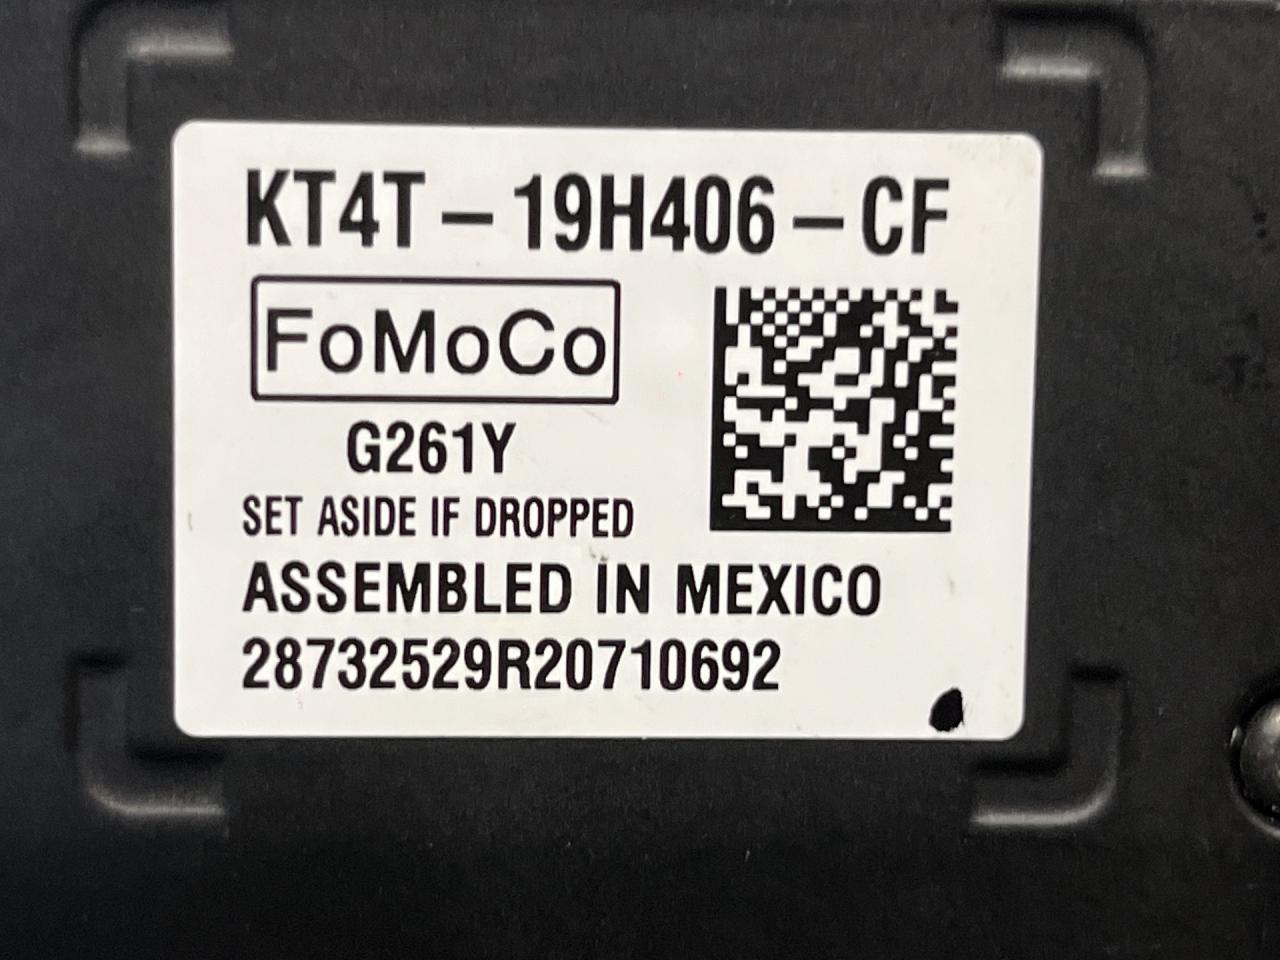 KT4T-19H406-CF
FoMoCo
G261Y
SET ASIDE IF DROPPED
ASSEMBLED IN MEXICO
28732529R20710692